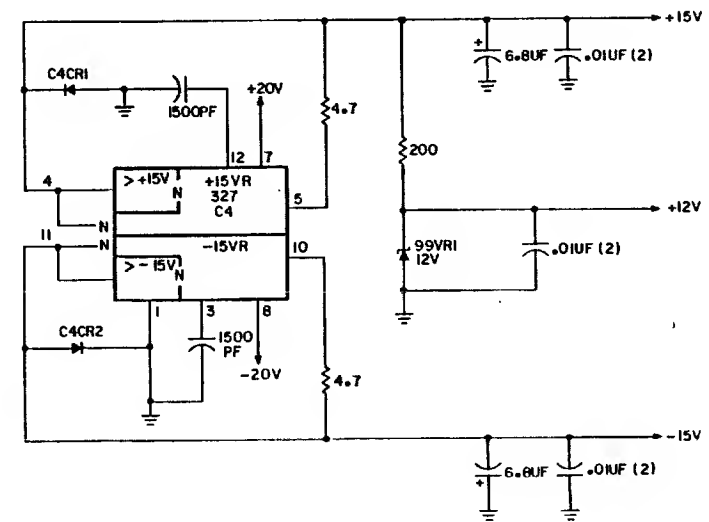 +15V
C4CR1
+
6.8UF
.01UF (2)
1500PF
+20V
4.7
200
12
7
4
> +15V
N
+15VR
327
C4
5
N
+12V
11
N
-15VR
10
99VR1
12V
.01UF (2)
> -15V
N
1
3
8
C4CR2
1500
PF
-20V
4.7
-15V
+
6.8UF
.01UF (2)